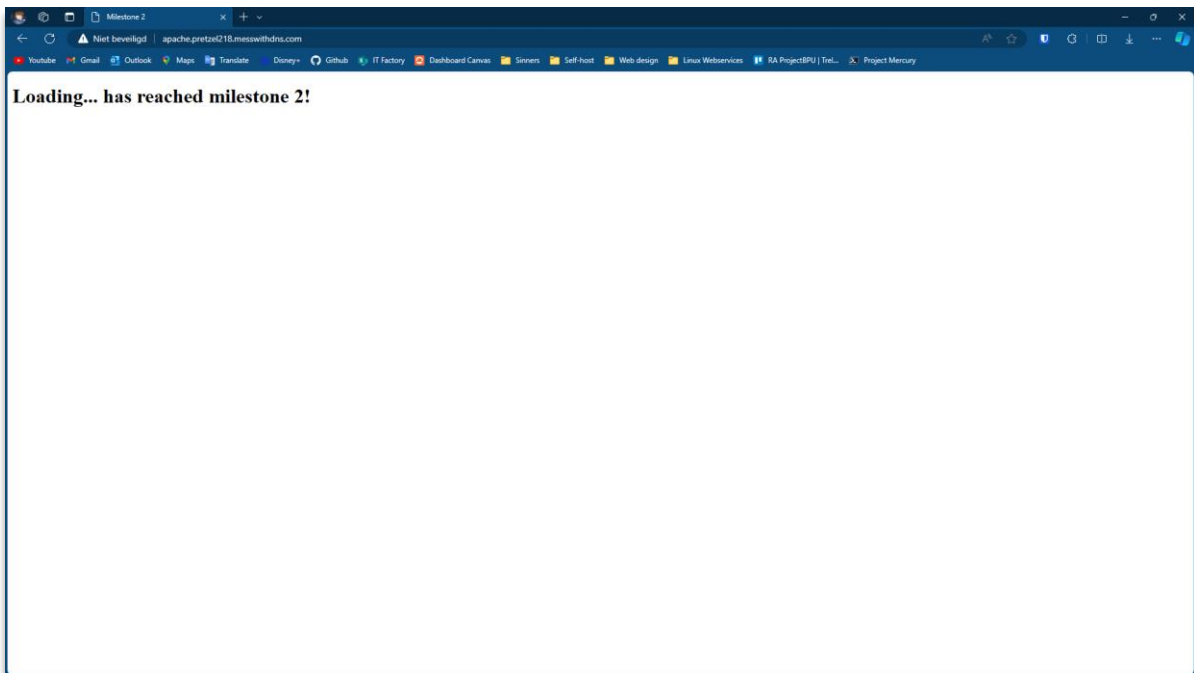 Milestone 2
Niet beveiligd apache.pretzel218.messwithdns.com
Youtube Gmail Outlook Maps Translate Disney+ Github IT Factory Dashboard Canvas Sinners Self-host Web design Linux Webservices RA ProjectBPU | Trel... Project Mercury
Loading... has reached milestone 2!